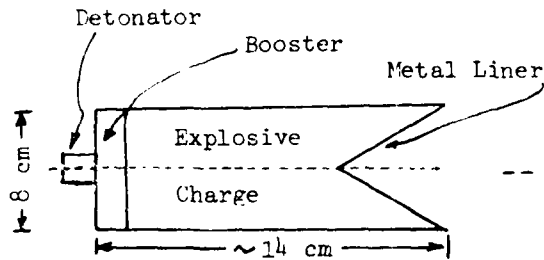 Detonator
Booster
Metal Liner
Explosive
Charge
8 cm
~14 cm